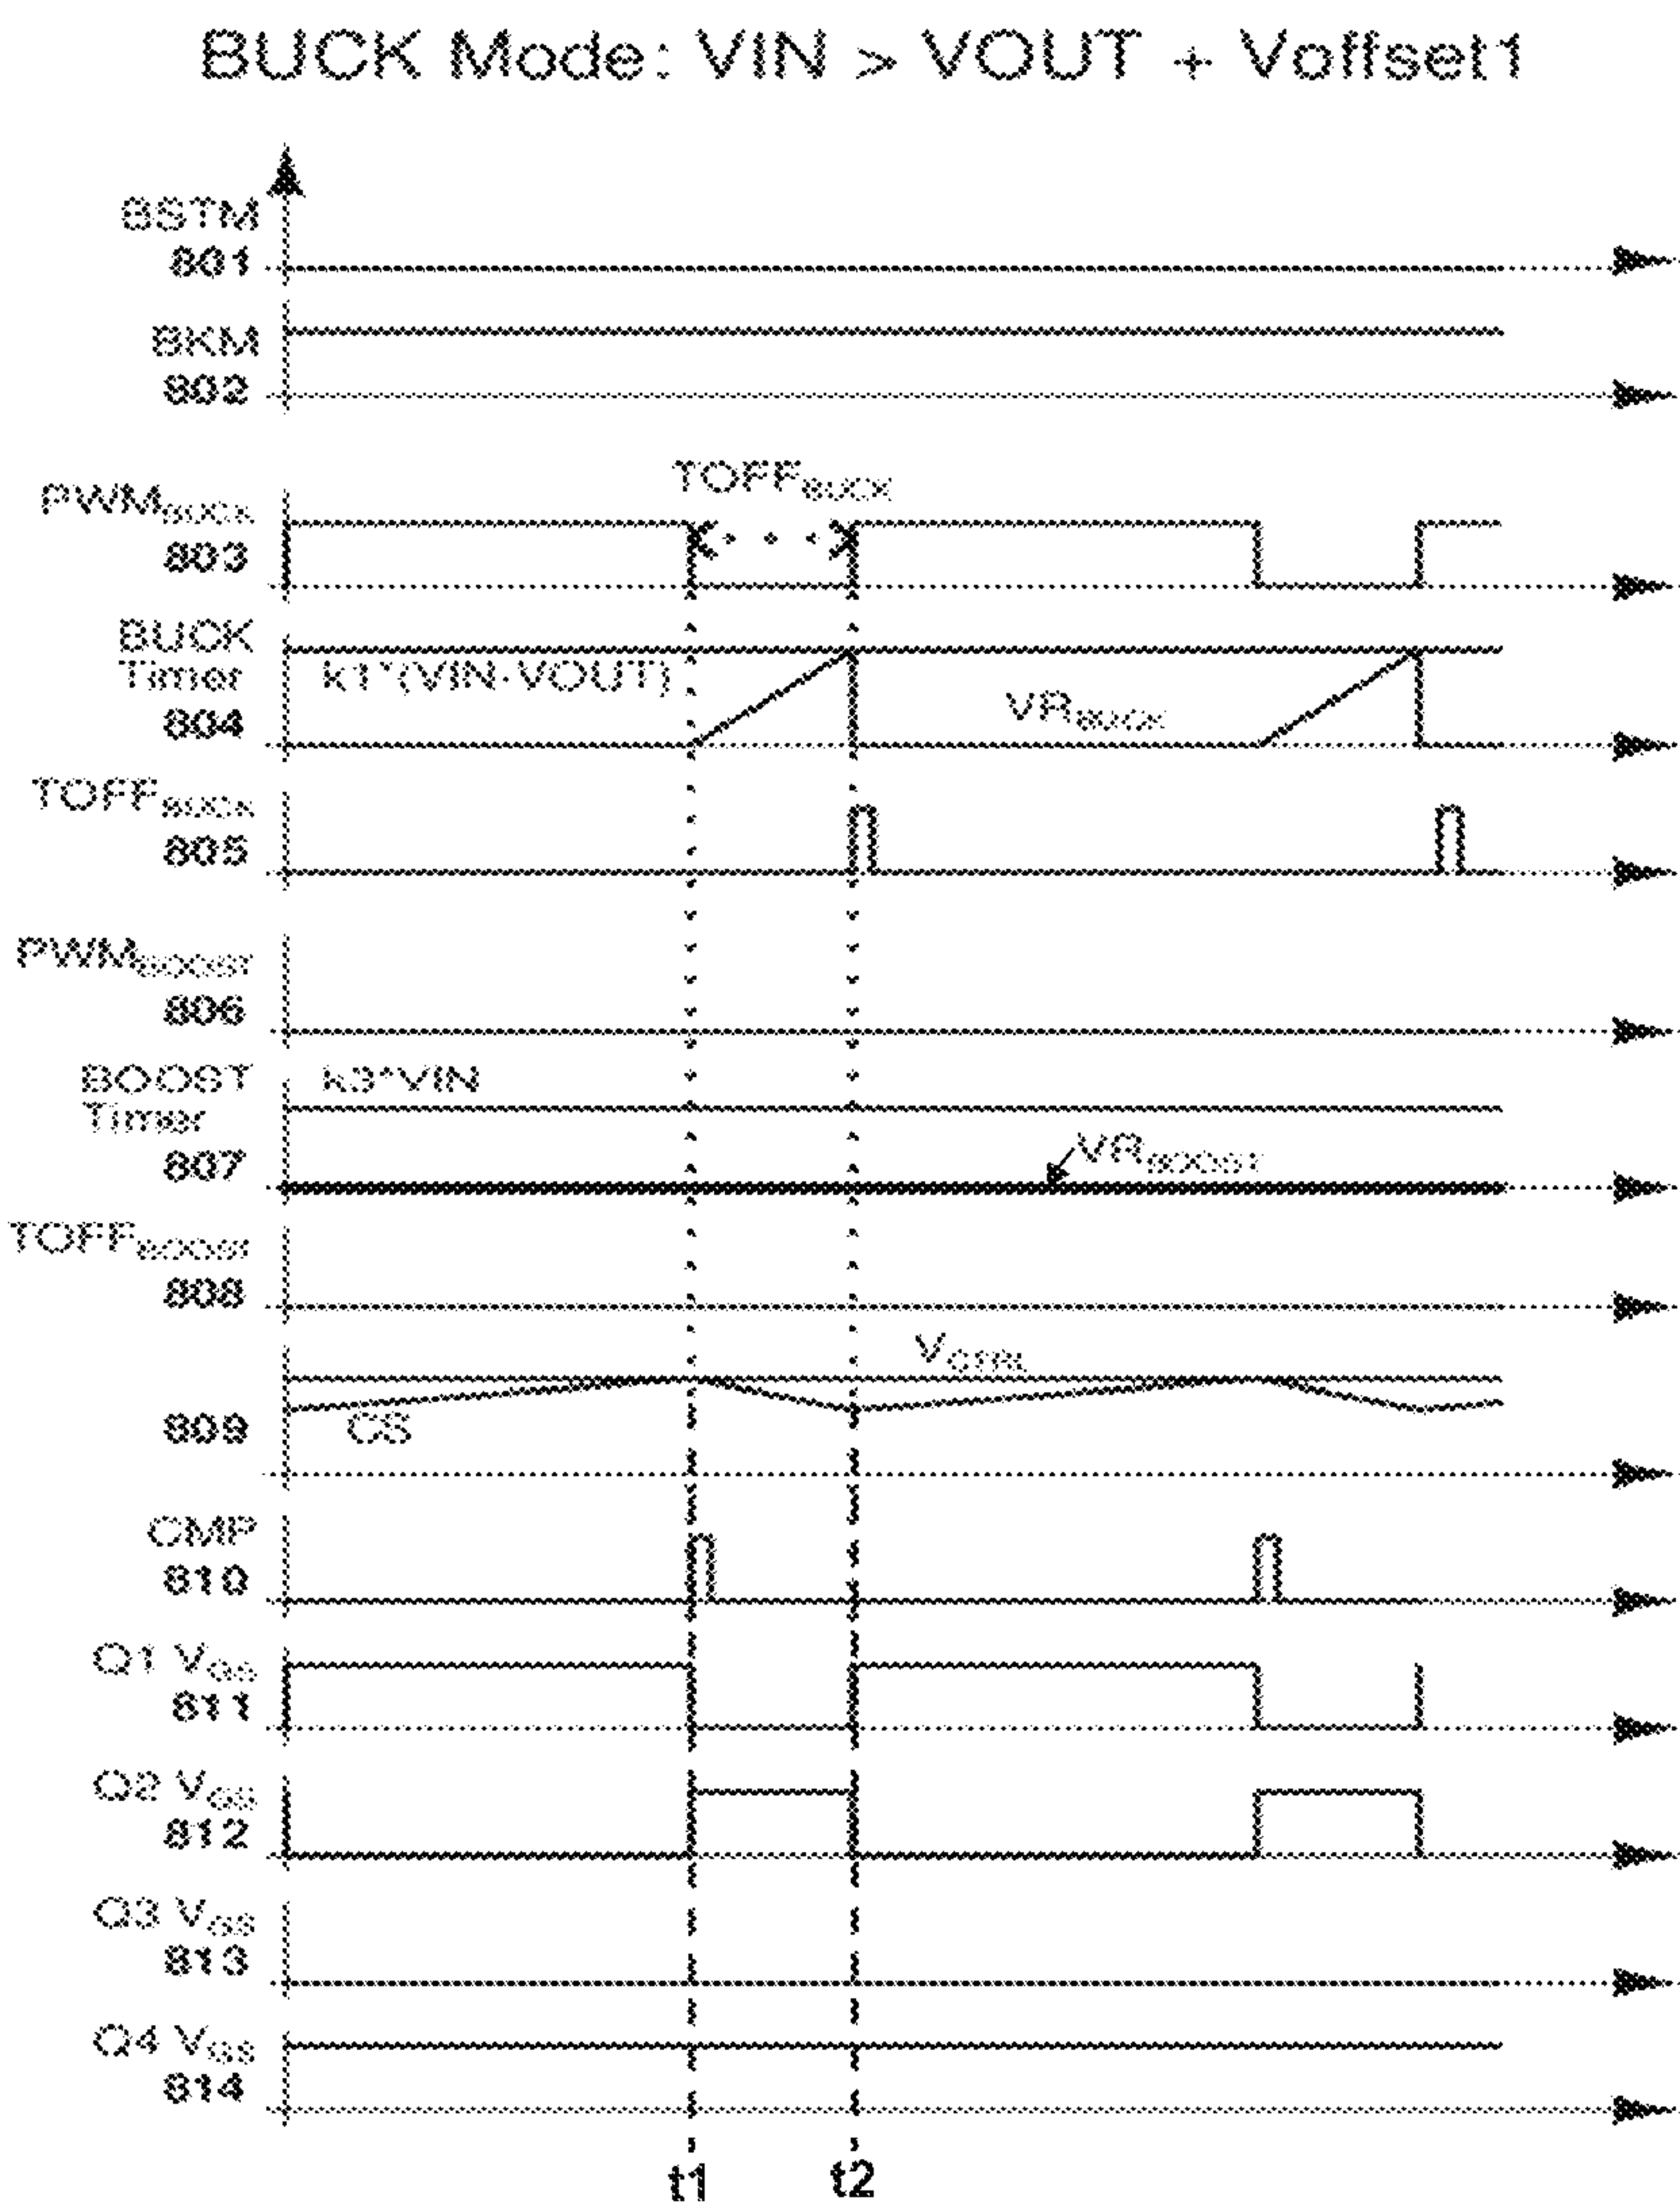 BUCK Mode: VIN > VOUT + Voffset1
BSTM
801
BKM
802
TOFFBUCK
PWMBUCK
803
BUCK
Timer
804
k1*(VIN-VOUT)
VRBUCK
TOFFBUCK
805
PWMBOOST
806
BOOST
Timer
807
k3*VIN
VRBOOST
TOFFBOOST
808
VCTRL
809
CS
CMP
810
Q1 VGS
811
Q2 VGS
812
Q3 VGS
813
Q4 VGS
814
t1
t2